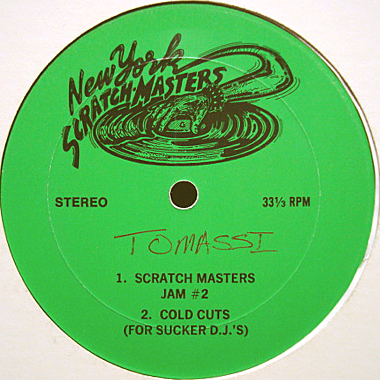 New York
SCRATCH MASTERS
STEREO
33⅓ RPM
TOMASSI
1. SCRATCH MASTERS
JAM #2
2. COLD CUTS
(FOR SUCKER D.J.'S)